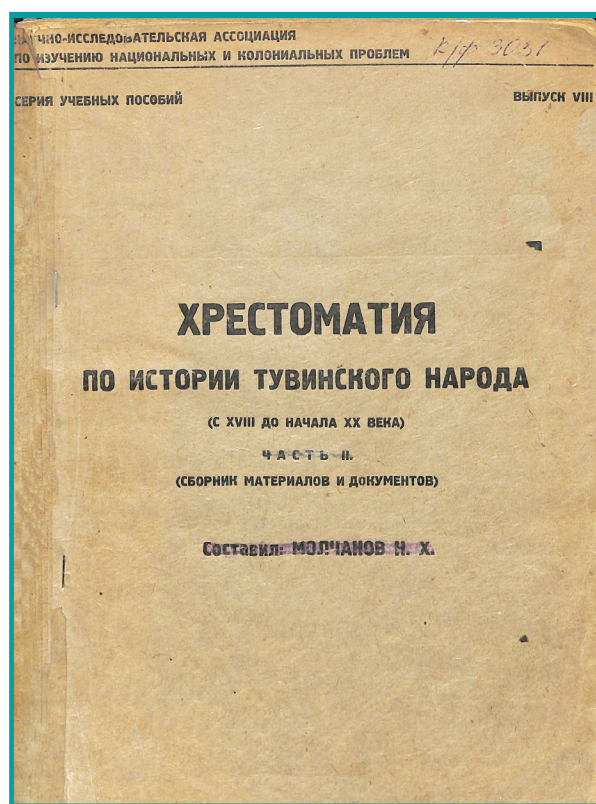 НАУЧНО-ИССЛЕДОВАТЕЛЬСКАЯ АССОЦИАЦИЯ
ПО ИЗУЧЕНИЮ НАЦИОНАЛЬНЫХ И КОЛОНИАЛЬНЫХ ПРОБЛЕМ
СЕРИЯ УЧЕБНЫХ ПОСОБИЙ ВЫПУСК VIII
ХРЕСТОМАТИЯ
ПО ИСТОРИИ ТУВИНСКОГО НАРОДА
(С XVIII ДО НАЧАЛА XX ВЕКА)
ЧАСТЬ II.
(СБОРНИК МАТЕРИАЛОВ И ДОКУМЕНТОВ)
Составил: МОЛЧАНОВ Н. Х.